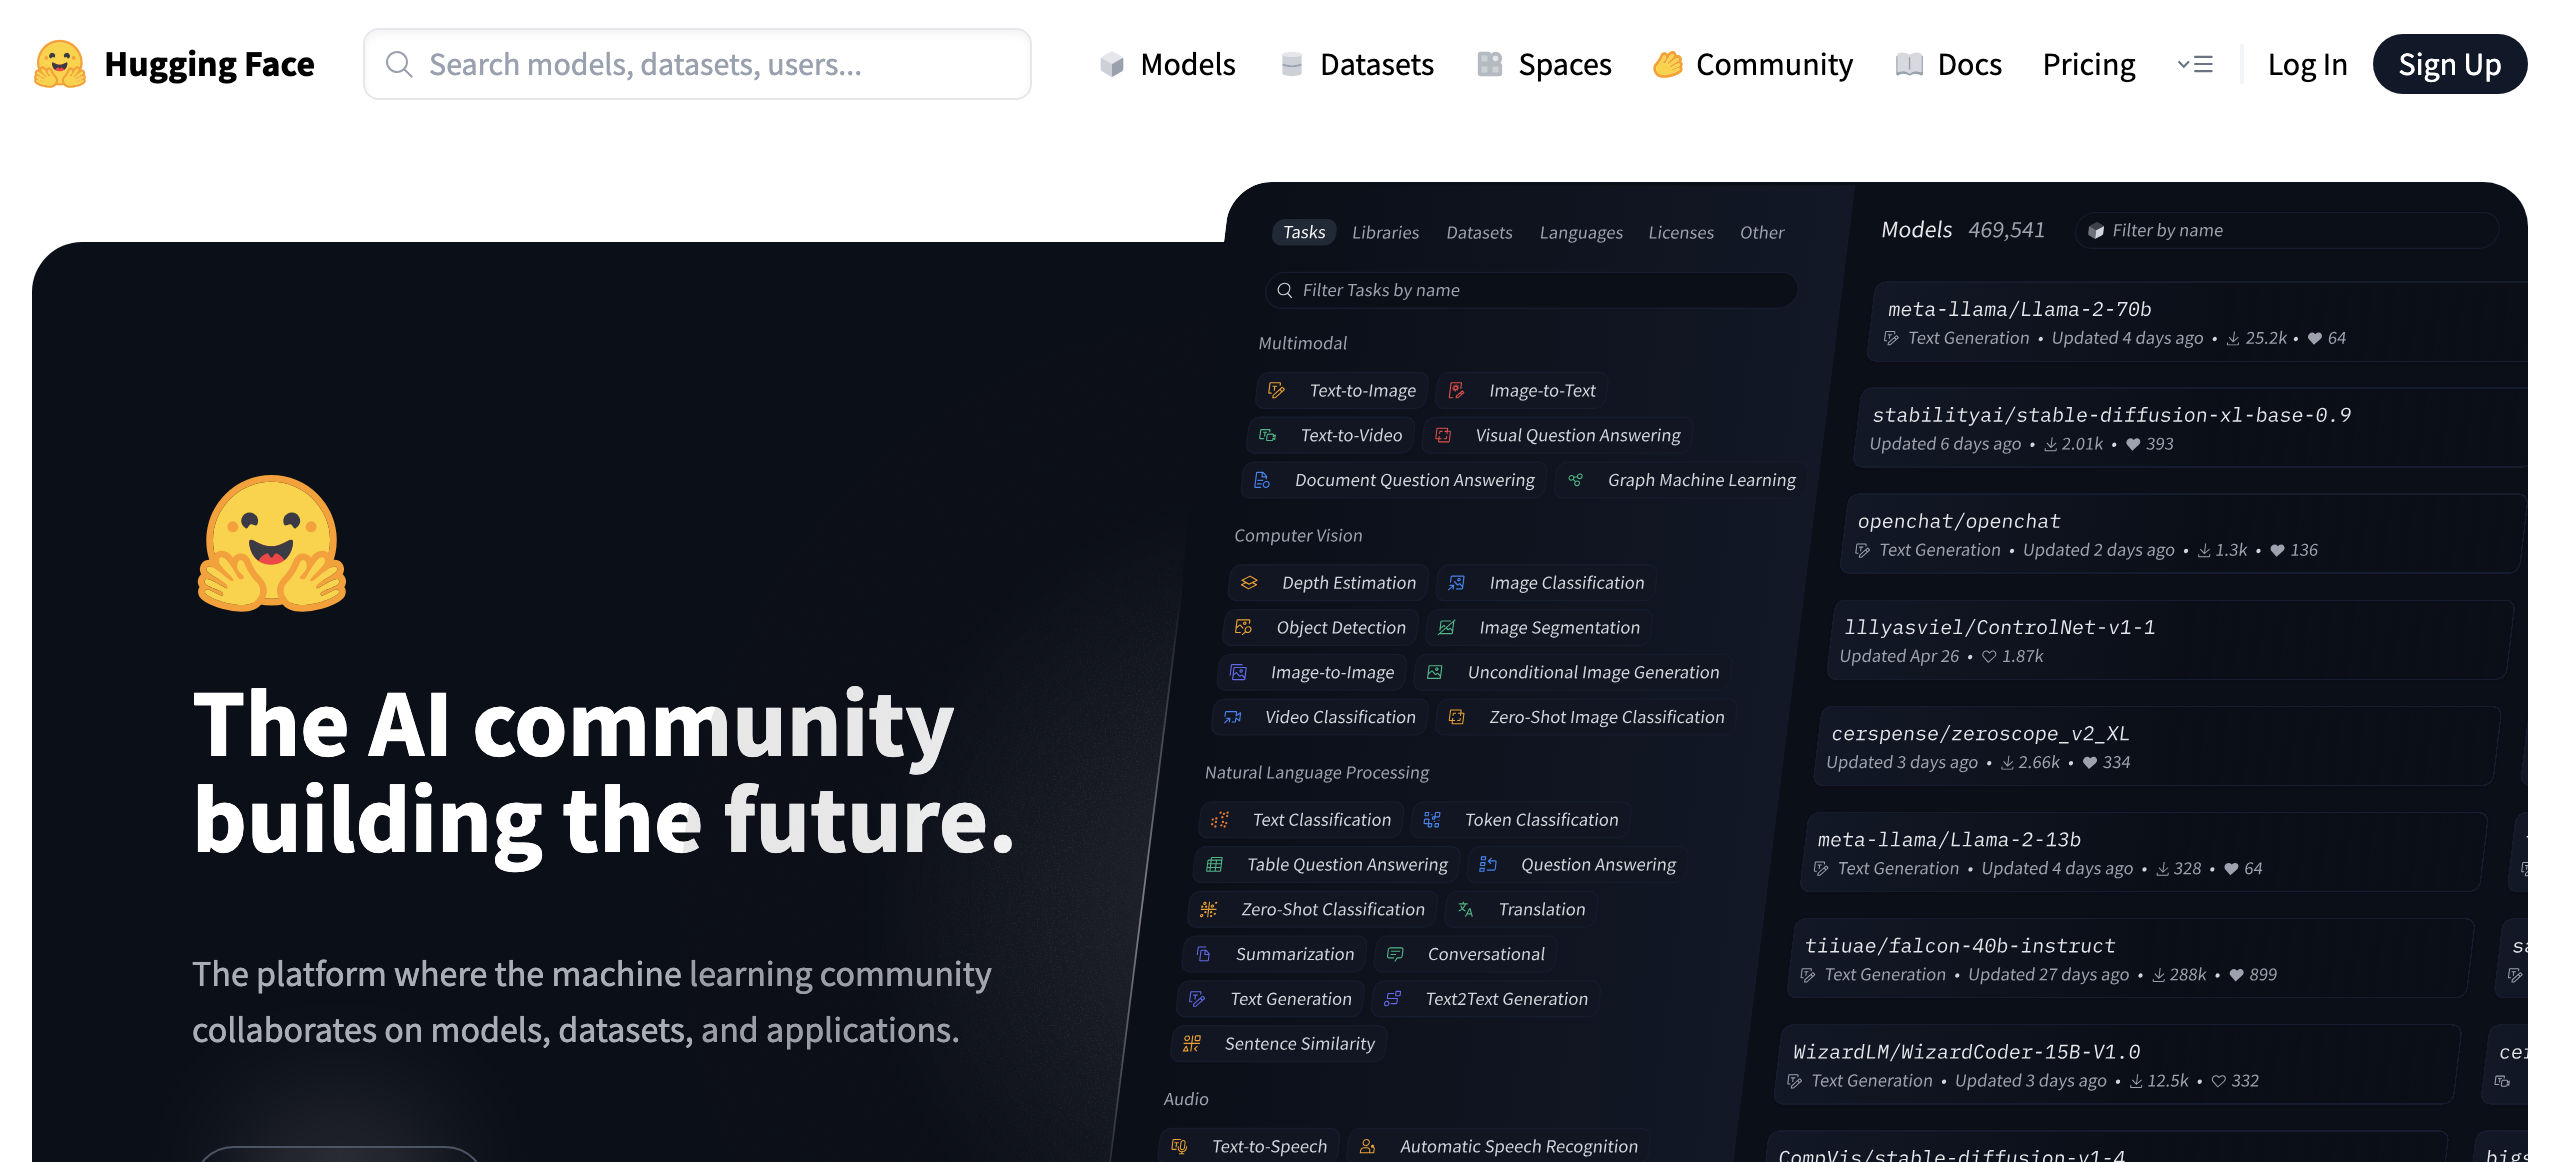 Hugging Face
Search models, datasets, users...
Models
Datasets
Spaces
Community
Docs
Pricing
Log In
Sign Up
The AI community
building the future.
The platform where the machine learning community
collaborates on models, datasets, and applications.
Tasks Libraries Datasets Languages Licenses Other
Filter Tasks by name
Multimodal
Text-to-Image Image-to-Text
Text-to-Video Visual Question Answering
Document Question Answering Graph Machine Learning
Computer Vision
Depth Estimation Image Classification
Object Detection Image Segmentation
Image-to-Image Unconditional Image Generation
Video Classification Zero-Shot Image Classification
Natural Language Processing
Text Classification Token Classification
Table Question Answering Question Answering
Zero-Shot Classification Translation
Summarization Conversational
Text Generation Text2Text Generation
Sentence Similarity
Audio
Text-to-Speech Automatic Speech Recognition
Models 469,541 Filter by name
meta-llama/Llama-2-70b
Text Generation • Updated 4 days ago • 25.2k • 64
stabilityai/stable-diffusion-xl-base-0.9
Updated 6 days ago • 2.01k • 393
openchat/openchat
Text Generation • Updated 2 days ago • 1.3k • 136
lllyasviel/ControlNet-v1-1
Updated Apr 26 • 1.87k
cerspense/zeroscope_v2_XL
Updated 3 days ago • 2.66k • 334
meta-llama/Llama-2-13b
Text Generation • Updated 4 days ago • 328 • 64
tiiuae/falcon-40b-instruct
Text Generation • Updated 27 days ago • 288k • 899
WizardLM/WizardCoder-15B-V1.0
Text Generation • Updated 3 days ago • 12.5k • 332
CompVis/stable-diffusion-v1-4